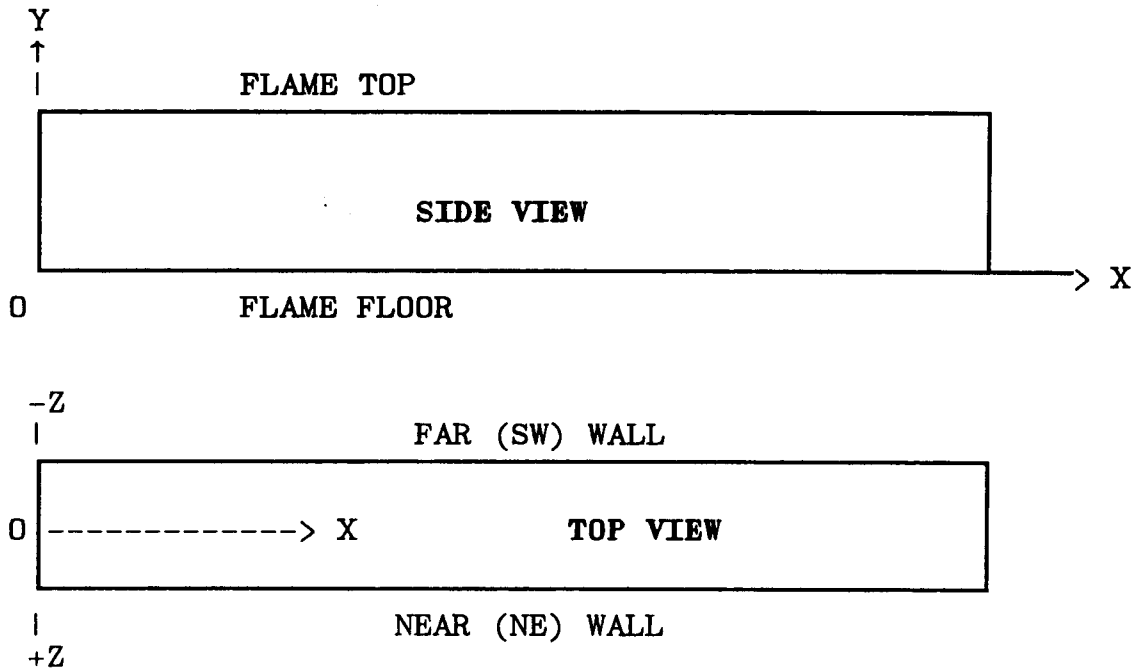 Y
FLAME TOP
SIDE VIEW
X
0 FLAME FLOOR
-Z
FAR (SW) WALL
0 X TOP VIEW
NEAR (NE) WALL
+Z